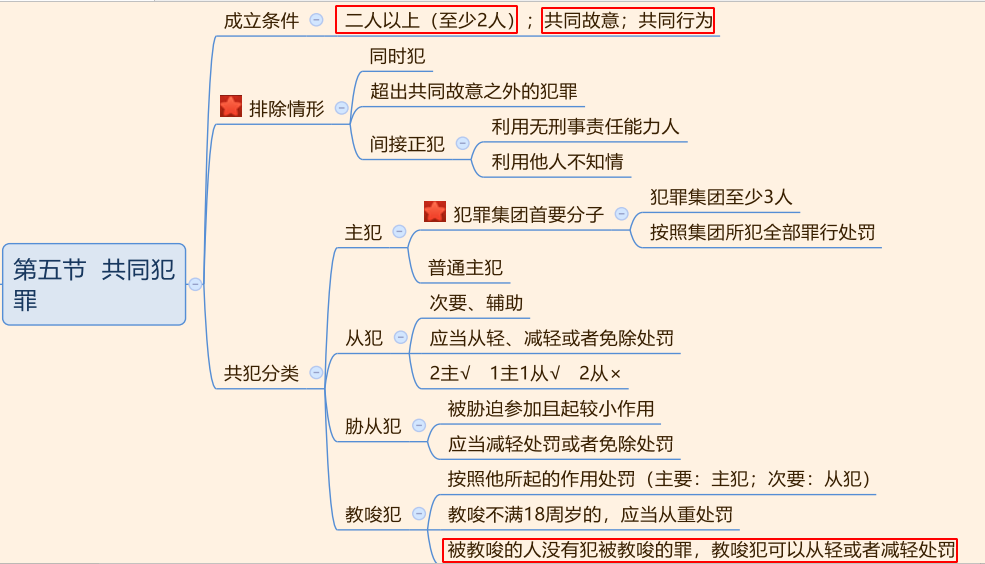 成立条件
二人以上（至少2人）；共同故意；共同行为
排除情形
同时犯
超出共同故意之外的犯罪
间接正犯
利用无刑事责任能力人
利用他人不知情
第五节 共同犯
罪
共犯分类
主犯
犯罪集团首要分子
犯罪集团至少3人
按照集团所犯全部罪行处罚
普通主犯
从犯
次要、辅助
应当从轻、减轻或者免除处罚
2主√ 1主1从√ 2从×
胁从犯
被胁迫参加且起较小作用
应当减轻处罚或者免除处罚
教唆犯
按照他所起的作用处罚（主要：主犯；次要：从犯）
教唆不满18周岁的，应当从重处罚
被教唆的人没有犯被教唆的罪，教唆犯可以从轻或者减轻处罚